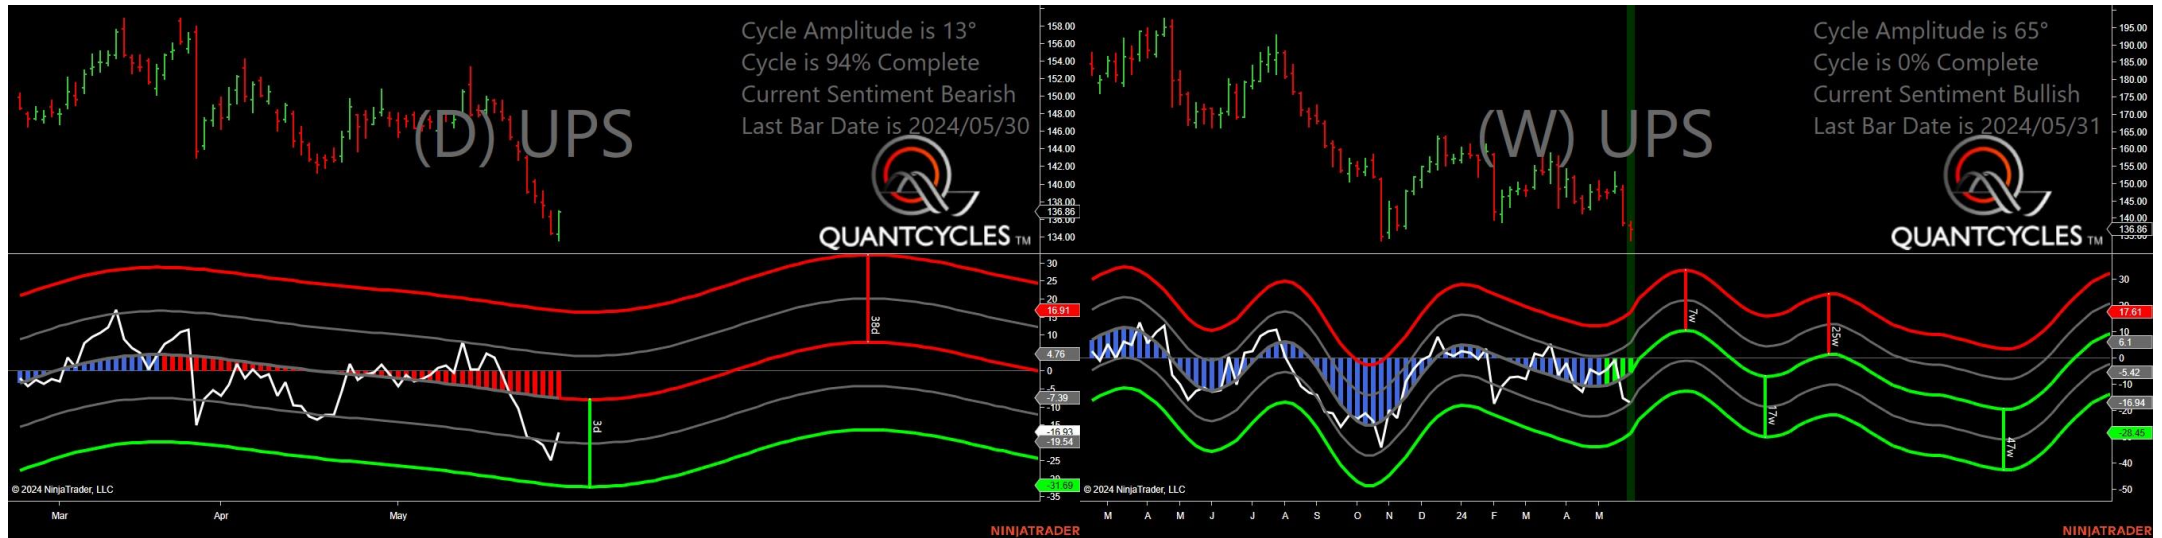 Cycle Amplitude is 13°
Cycle is 94% Complete
Current Sentiment Bearish
Last Bar Date is 2024/05/30
(D) UPS
QUANTCYCLES TM
158.00
156.00
154.00
152.00
150.00
148.00
146.00
144.00
142.00
140.00
138.00
136.86
136.00
134.00
30
25
20
16.91
15
10
4.76
0
-5
-7.39
-10
-16.93
-19.54
-25
-31.69
-35
38d
3d
© 2024 NinjaTrader, LLC
Mar
Apr
May
NINJATRADER
Cycle Amplitude is 65°
Cycle is 0% Complete
Current Sentiment Bullish
Last Bar Date is 2024/05/31
(W) UPS
QUANTCYCLES TM
195.00
190.00
185.00
180.00
175.00
170.00
165.00
160.00
155.00
150.00
145.00
140.00
136.86
30
17.61
10
6.1
0
-5.42
-10
-16.94
-20
-28.45
-40
-50
7w
25w
17w
47w
© 2024 NinjaTrader, LLC
M A M J J A S O N D 24 F M A M
NINJATRADER